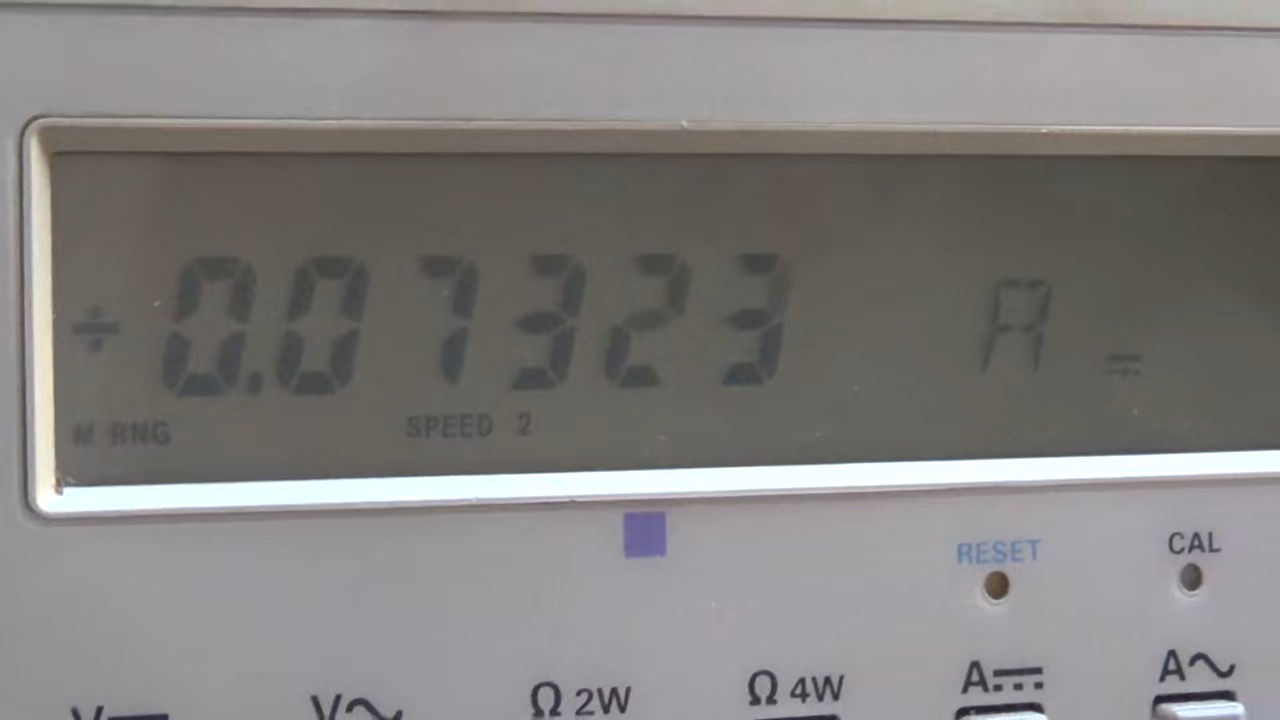 ÷0.07323 A ⎓
M RNG SPEED 2
RESET CAL
V⎓ V~ Ω 2W Ω 4W A⎓ A~